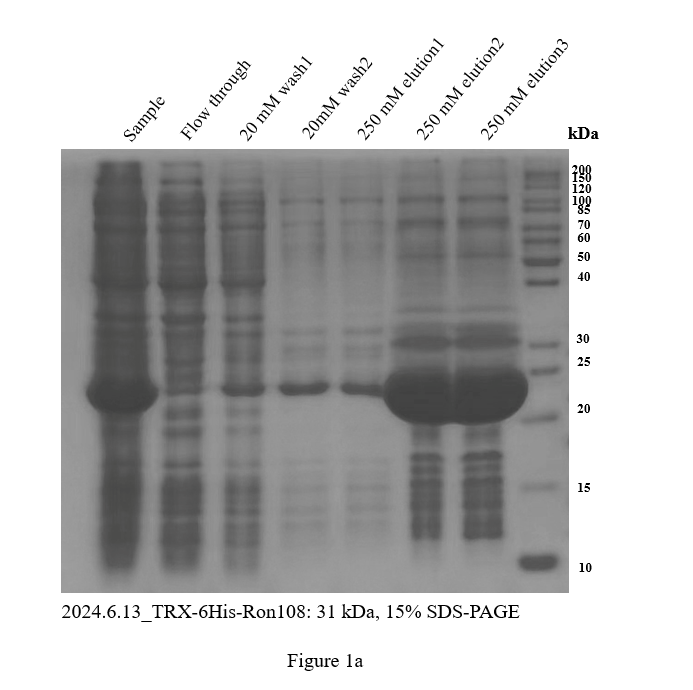 Sample
Flow through
20 mM wash1
20mM wash2
250 mM elution1
250 mM elution2
250 mM elution3
kDa
200
150
120
100
85
70
60
50
40
30
25
20
15
10
2024.6.13_TRX-6His-Ron108: 31 kDa, 15% SDS-PAGE
Figure 1a